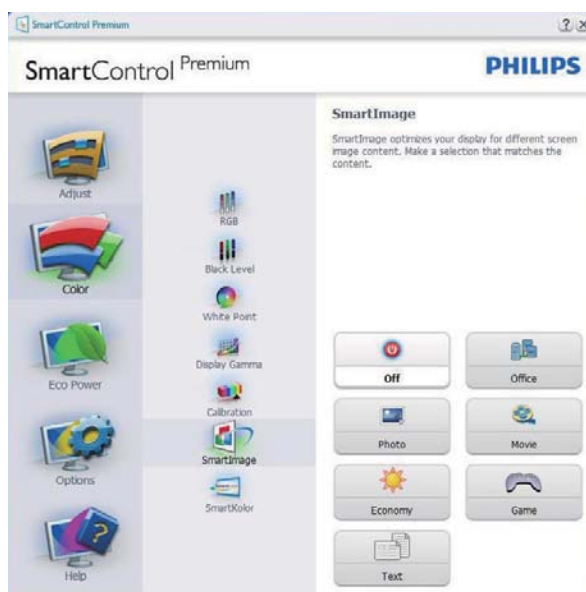 SmartControl Premium
? x
SmartControl Premium
PHILIPS
Adjust
Color
Eco Power
Options
Help
RGB
Black Level
White Point
Display Gamma
Calibration
SmartImage
SmartKolor
SmartImage
SmartImage optimizes your display for different screen
image content. Make a selection that matches the
content.
Off
Office
Photo
Movie
Economy
Game
Text